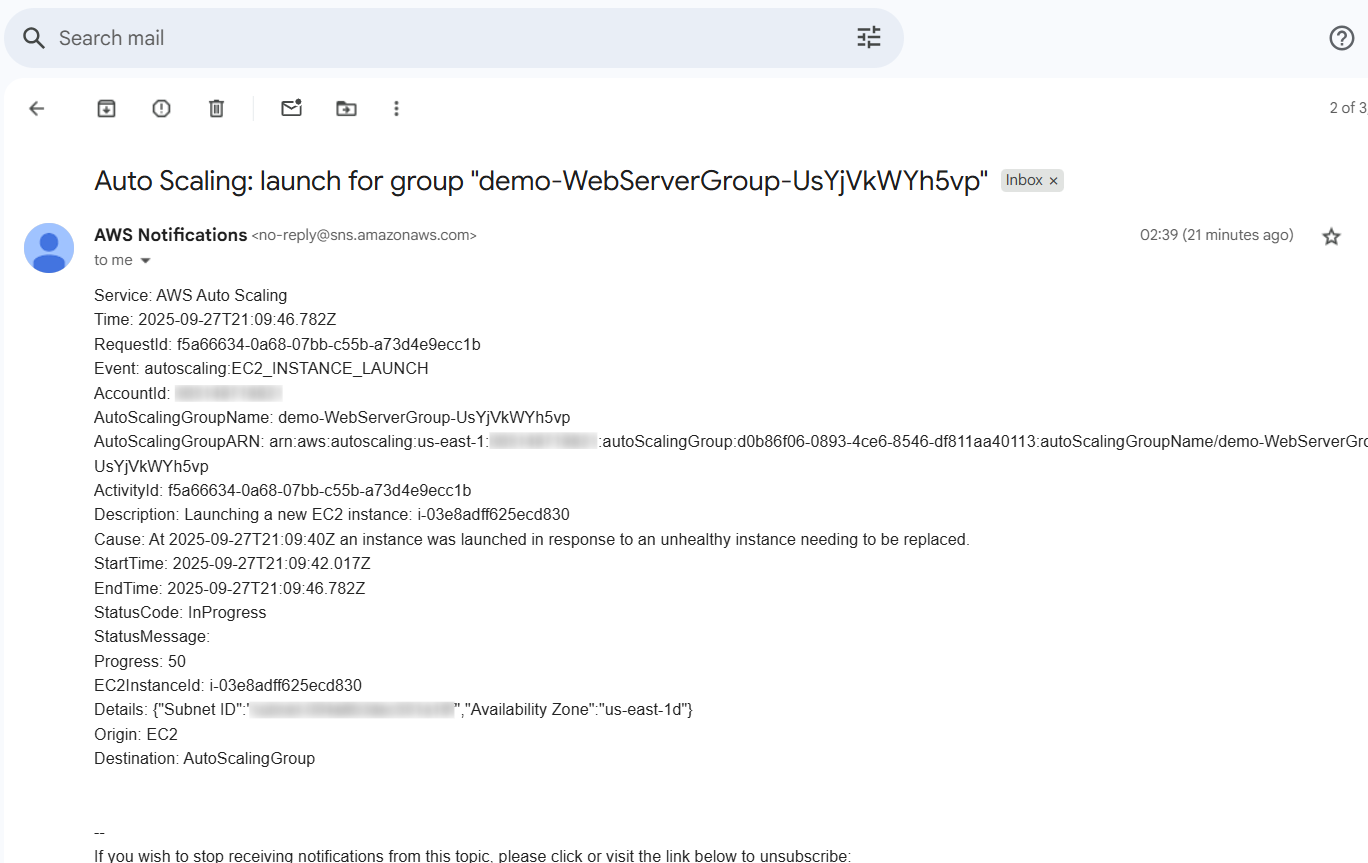 Search mail
2 of 3
Auto Scaling: launch for group "demo-WebServerGroup-UsYjVkWYh5vp" Inbox ×
AWS Notifications <no-reply@sns.amazonaws.com> 02:39 (21 minutes ago)
to me
Service: AWS Auto Scaling
Time: 2025-09-27T21:09:46.782Z
RequestId: f5a66634-0a68-07bb-c55b-a73d4e9ecc1b
Event: autoscaling:EC2_INSTANCE_LAUNCH
AccountId:
AutoScalingGroupName: demo-WebServerGroup-UsYjVkWYh5vp
AutoScalingGroupARN: arn:aws:autoscaling:us-east-1: :autoScalingGroup:d0b86f06-0893-4ce6-8546-df811aa40113:autoScalingGroupName/demo-WebServerGro
UsYjVkWYh5vp
ActivityId: f5a66634-0a68-07bb-c55b-a73d4e9ecc1b
Description: Launching a new EC2 instance: i-03e8adff625ecd830
Cause: At 2025-09-27T21:09:40Z an instance was launched in response to an unhealthy instance needing to be replaced.
StartTime: 2025-09-27T21:09:42.017Z
EndTime: 2025-09-27T21:09:46.782Z
StatusCode: InProgress
StatusMessage:
Progress: 50
EC2InstanceId: i-03e8adff625ecd830
Details: {"Subnet ID":" ","Availability Zone":"us-east-1d"}
Origin: EC2
Destination: AutoScalingGroup
--
If you wish to stop receiving notifications from this topic, please click or visit the link below to unsubscribe: